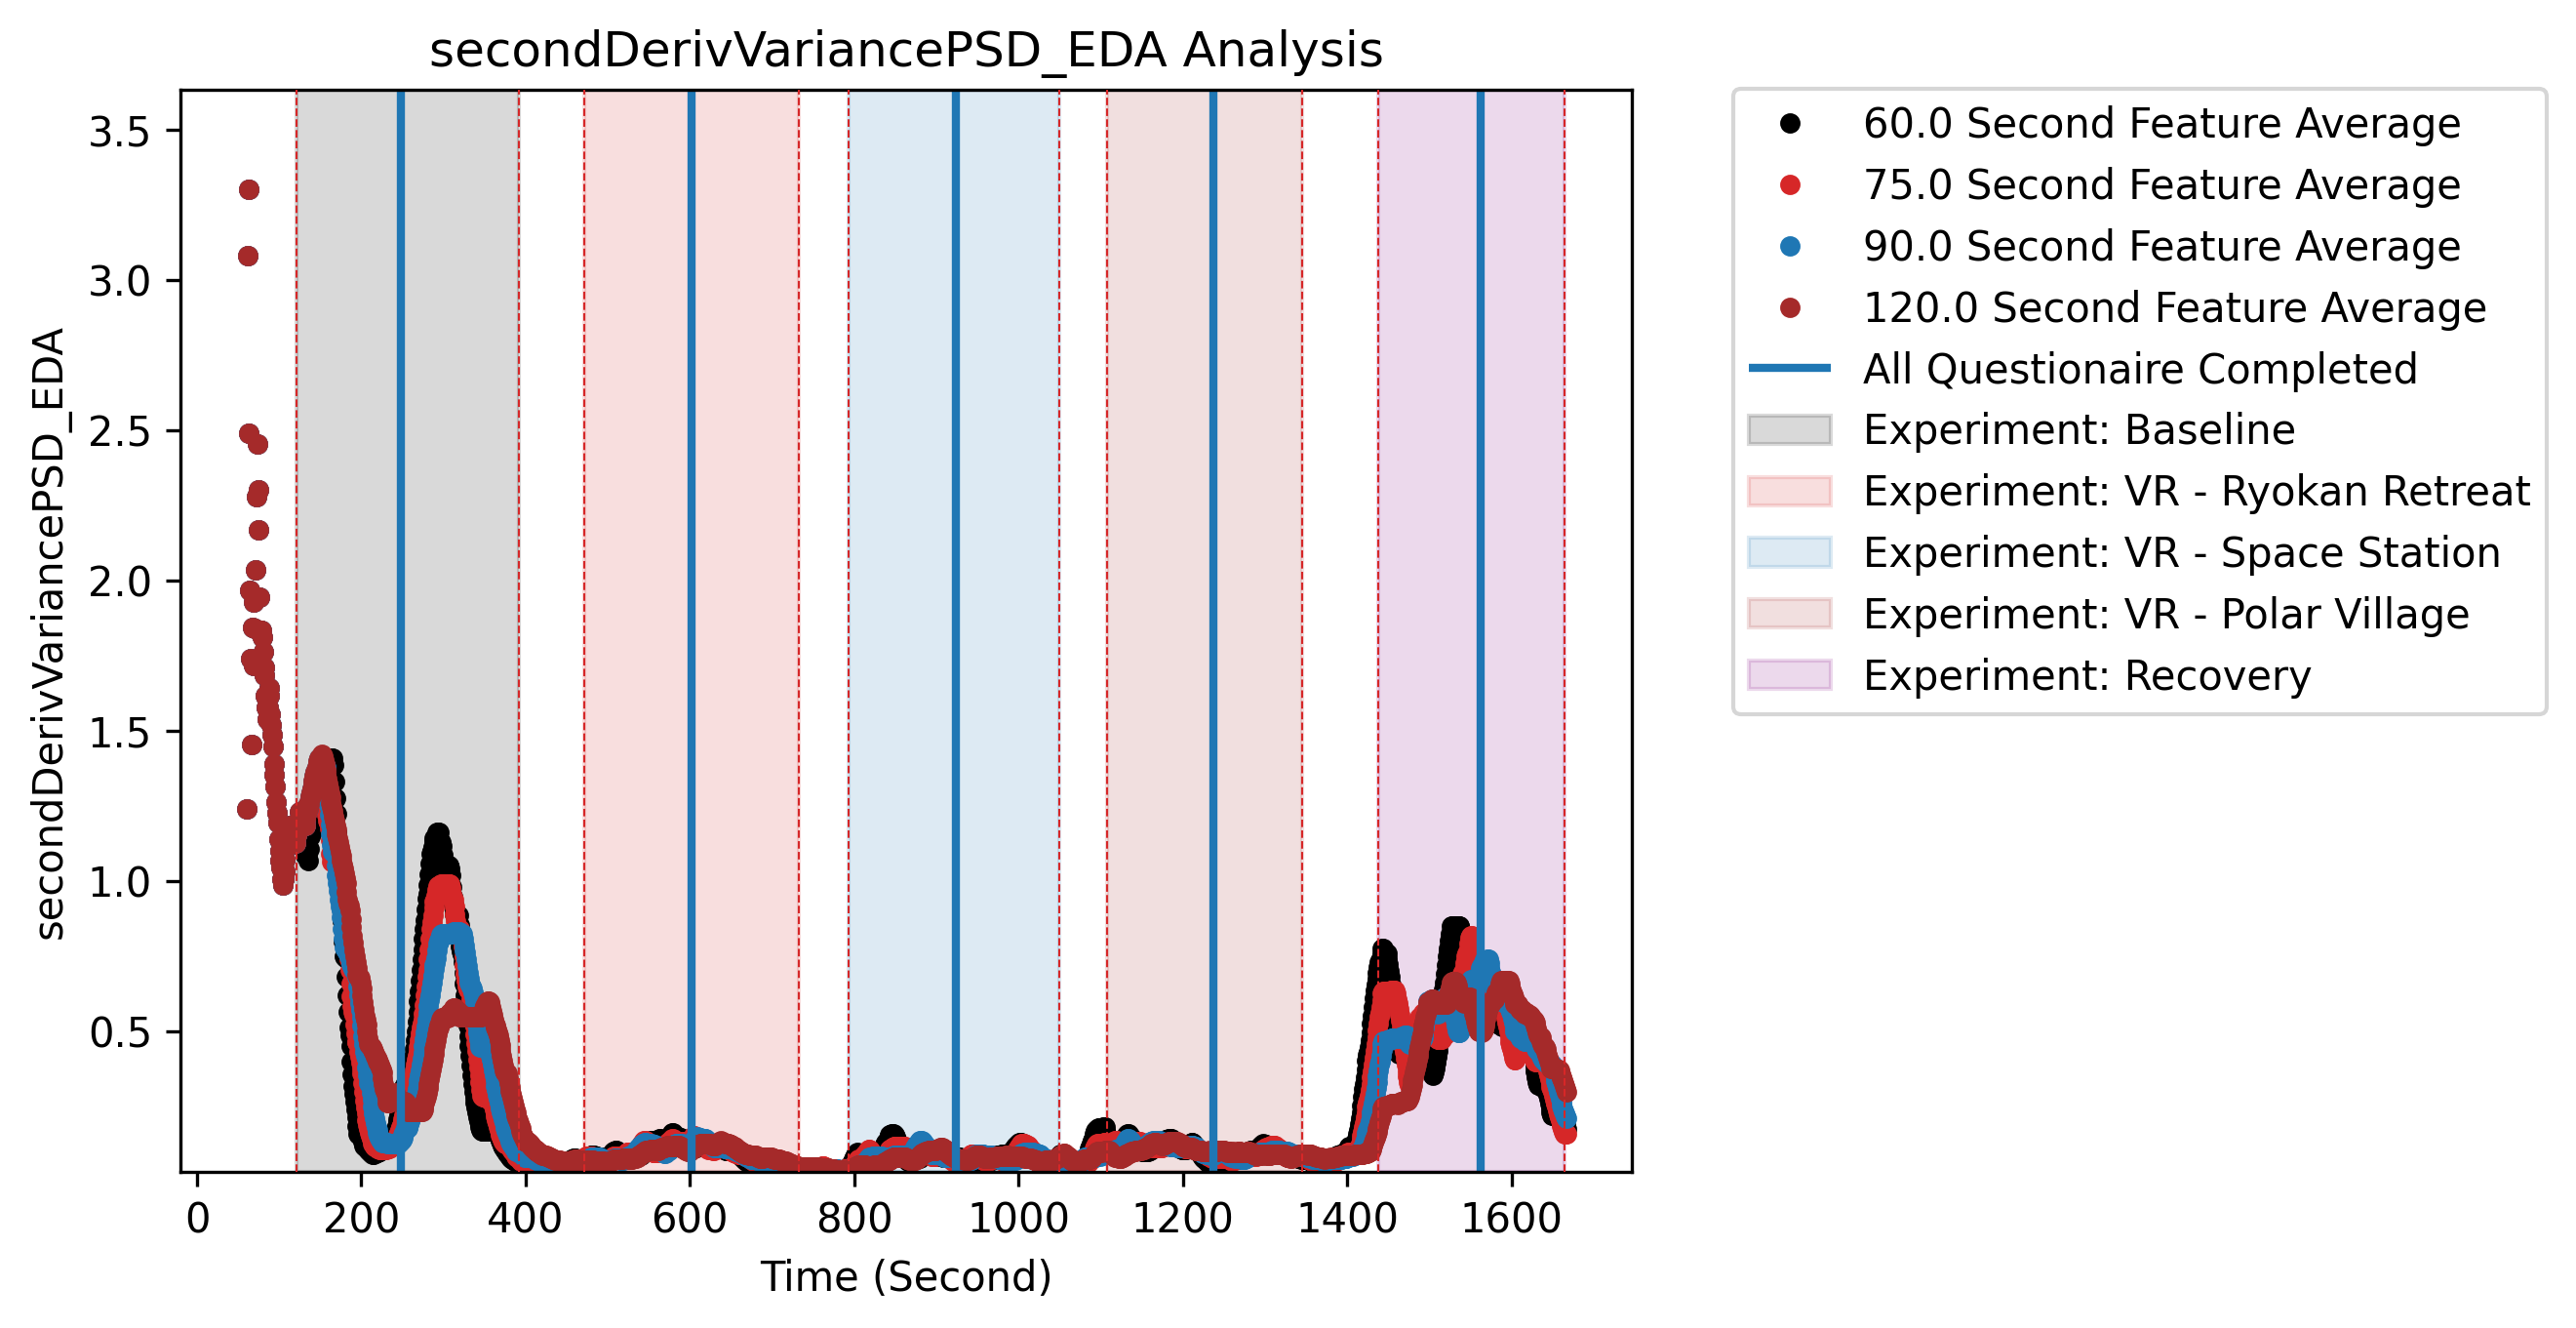 secondDerivVariancePSD_EDA Analysis
secondDerivVariancePSD_EDA
3.5
3.0
2.5
2.0
1.5
1.0
0.5
0
200
400
600
800
1000
1200
1400
1600
Time (Second)
60.0 Second Feature Average
75.0 Second Feature Average
90.0 Second Feature Average
120.0 Second Feature Average
All Questionaire Completed
Experiment: Baseline
Experiment: VR - Ryokan Retreat
Experiment: VR - Space Station
Experiment: VR - Polar Village
Experiment: Recovery